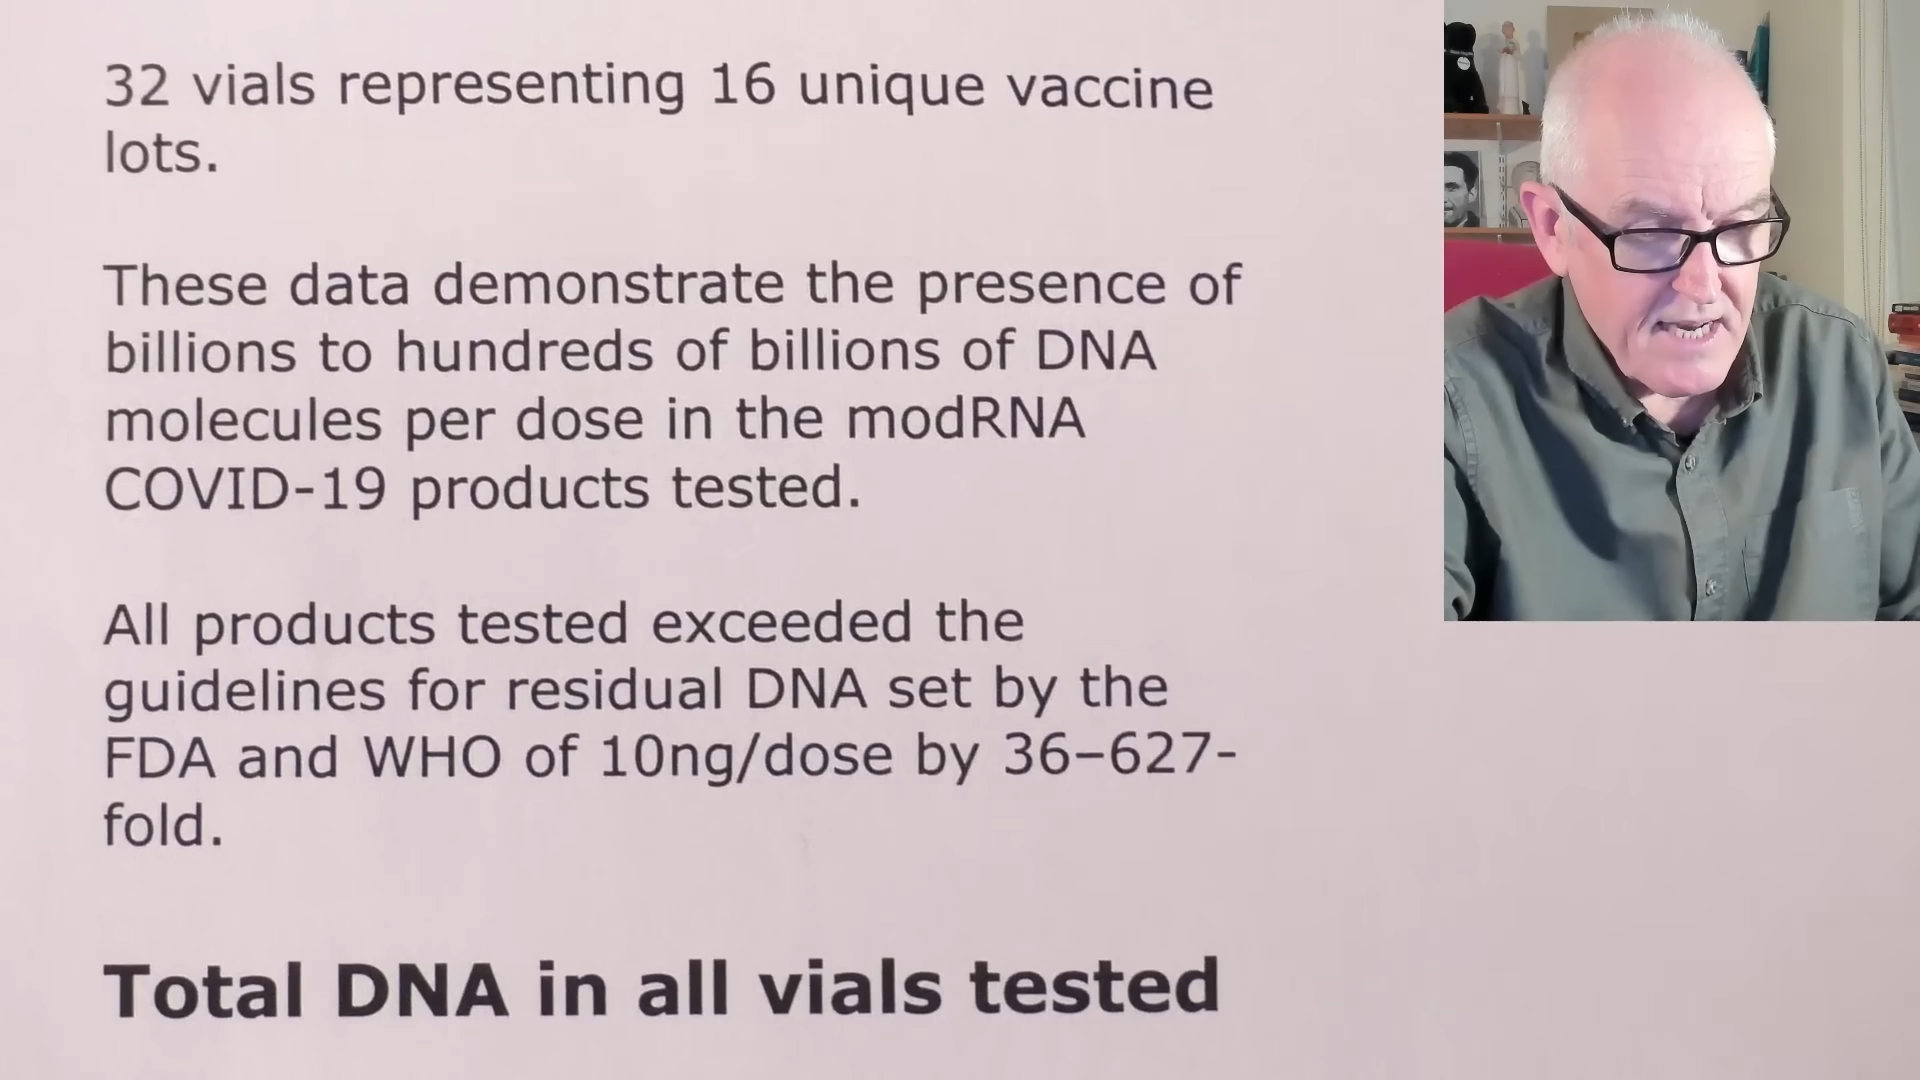 32 vials representing 16 unique vaccine
lots.
These data demonstrate the presence of
billions to hundreds of billions of DNA
molecules per dose in the modRNA
COVID-19 products tested.
All products tested exceeded the
guidelines for residual DNA set by the
FDA and WHO of 10ng/dose by 36–627-
fold.
Total DNA in all vials tested